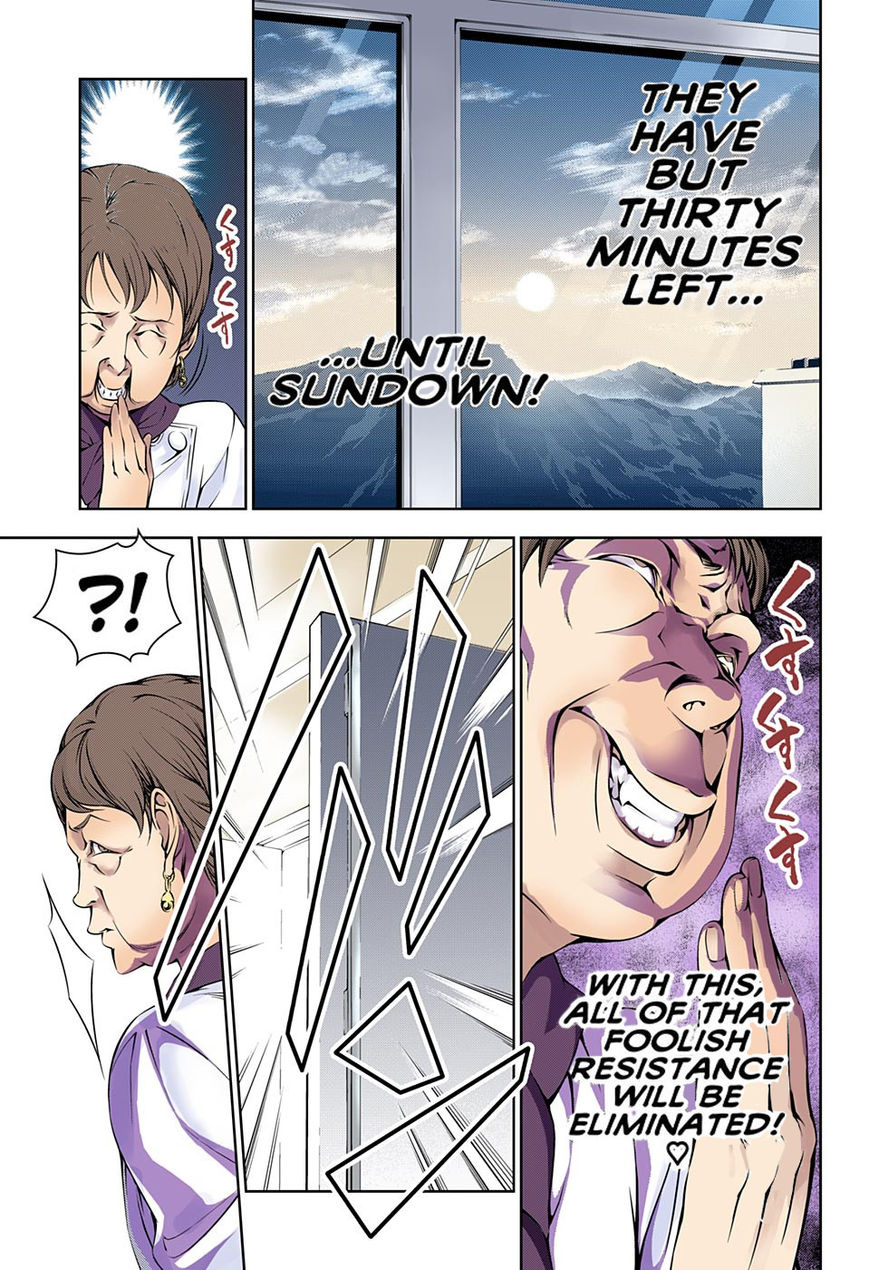 THEY
HAVE
BUT
THIRTY
MINUTES
LEFT...
...UNTIL
SUNDOWN!
くすくす
くすくすくす
WITH THIS,
ALL OF THAT
FOOLISH
RESISTANCE
WILL BE
ELIMINATED!
♡
?!